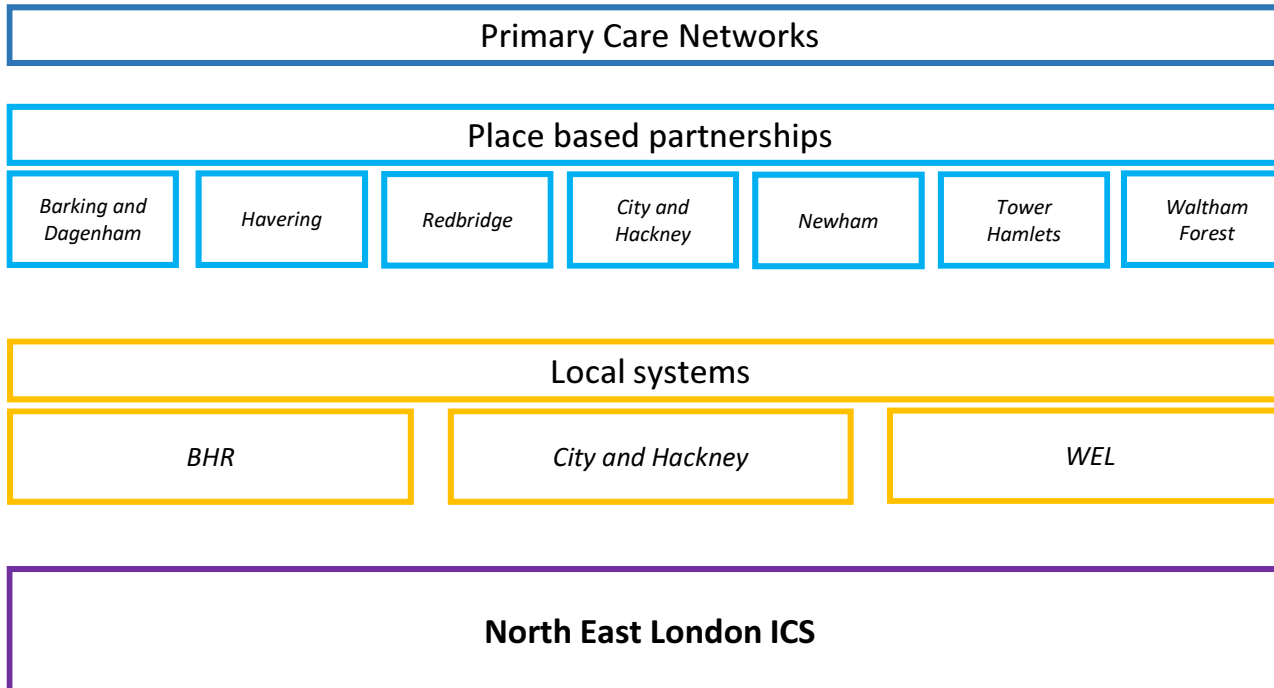 Primary Care Networks
Place based partnerships
Barking and
Dagenham
Havering
Redbridge
City and
Hackney
Newham
Tower
Hamlets
Waltham
Forest
Local systems
BHR
City and Hackney
WEL
North East London ICS